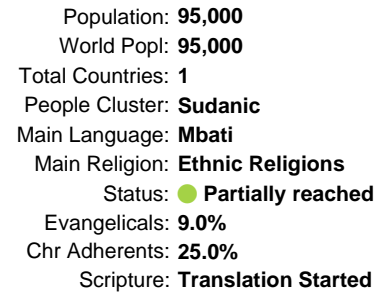 Population: 95,000
World Popl: 95,000
Total Countries: 1
People Cluster: Sudanic
Main Language: Mbati
Main Religion: Ethnic Religions
Status: Partially reached
Evangelicals: 9.0%
Chr Adherents: 25.0%
Scripture: Translation Started